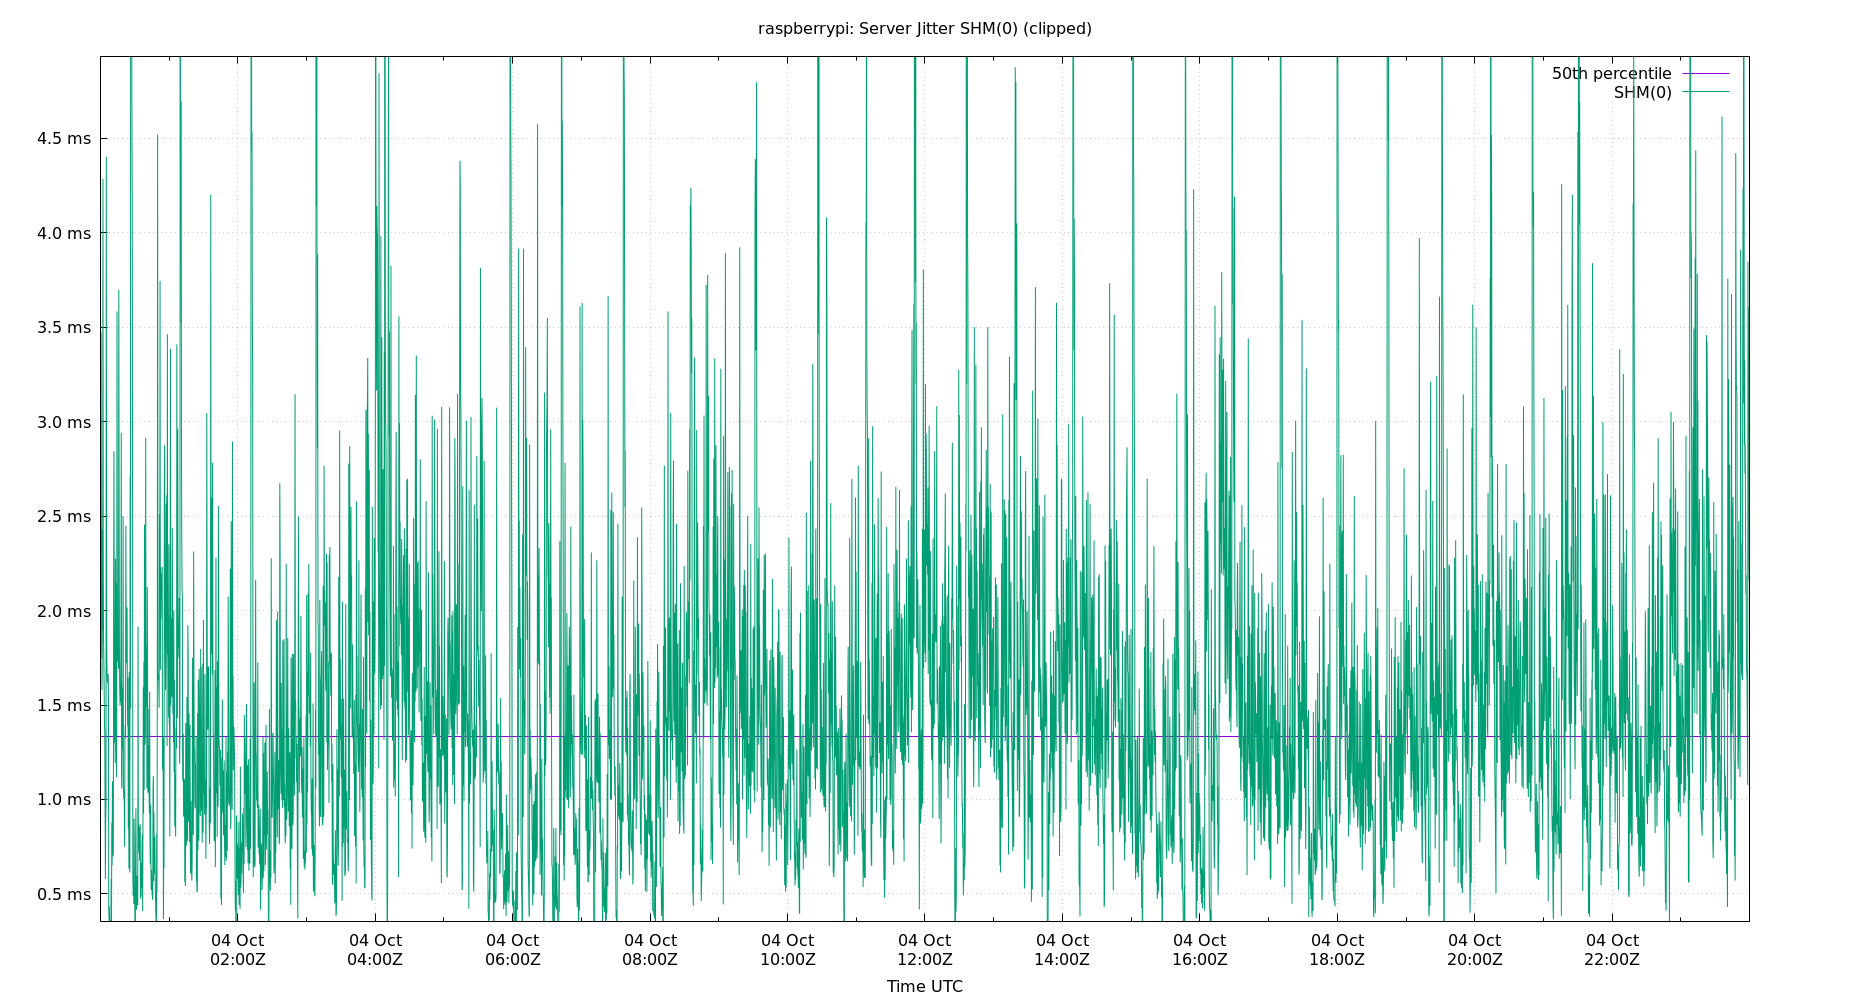 raspberrypi: Server Jitter SHM(0) (clipped)
50th percentile
SHM(0)
4.5 ms
4.0 ms
3.5 ms
3.0 ms
2.5 ms
2.0 ms
1.5 ms
1.0 ms
0.5 ms
04 Oct 04 Oct 04 Oct 04 Oct 04 Oct 04 Oct 04 Oct 04 Oct 04 Oct 04 Oct 04 Oct
02:00Z 04:00Z 06:00Z 08:00Z 10:00Z 12:00Z 14:00Z 16:00Z 18:00Z 20:00Z 22:00Z
Time UTC